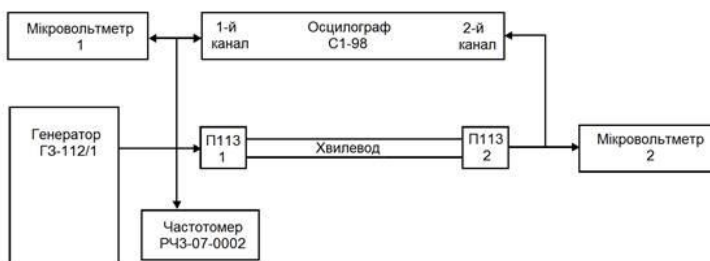 Мікровольтметр
1
1-й
канал
Осцилограф
С1-98
2-й
канал
Генератор
ГЗ-112/1
П113
1
Хвилевод
П113
2
Мікровольтметр
2
Частотомер
РЧЗ-07-0002